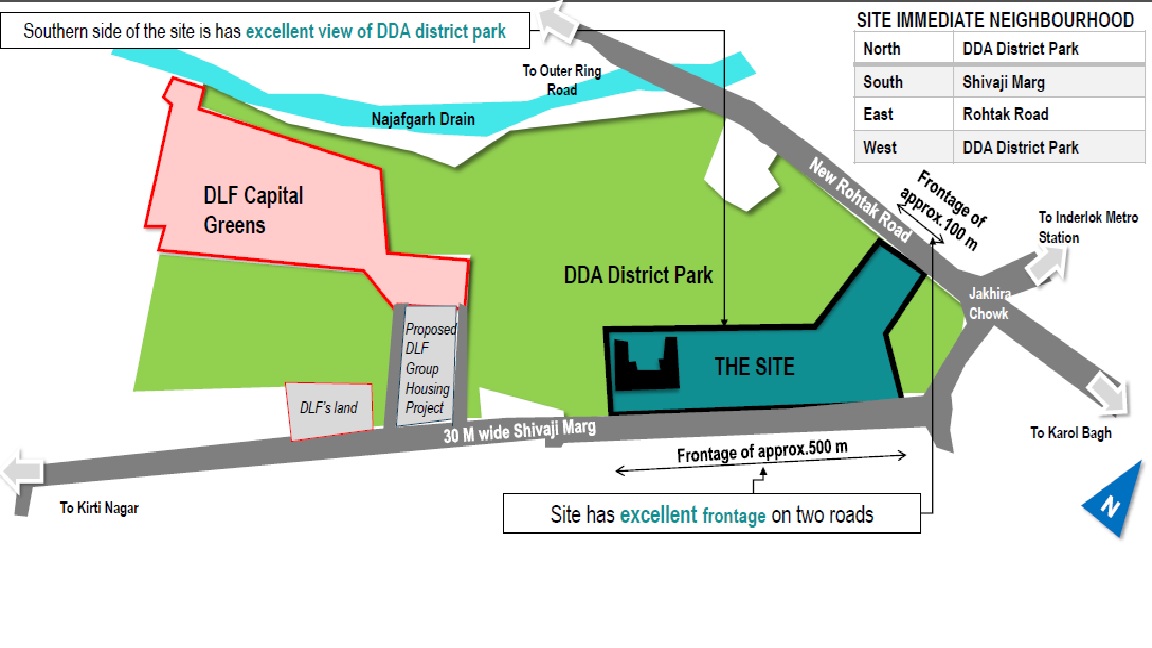 Southern side of the site is has excellent view of DDA district park
SITE IMMEDIATE NEIGHBOURHOOD
North DDA District Park
South Shivaji Marg
East Rohtak Road
West DDA District Park
To Outer Ring
Road
Najafgarh Drain
DLF Capital
Greens
New Rohtak Road
Frontage of
approx.100 m
To Inderlok Metro
Station
DDA District Park
Jakhira
Chowk
Proposed
DLF
Group
Housing
Project
THE SITE
DLF's land
30 M wide Shivaji Marg
Frontage of approx.500 m
To Karol Bagh
To Kirti Nagar
Site has excellent frontage on two roads
N